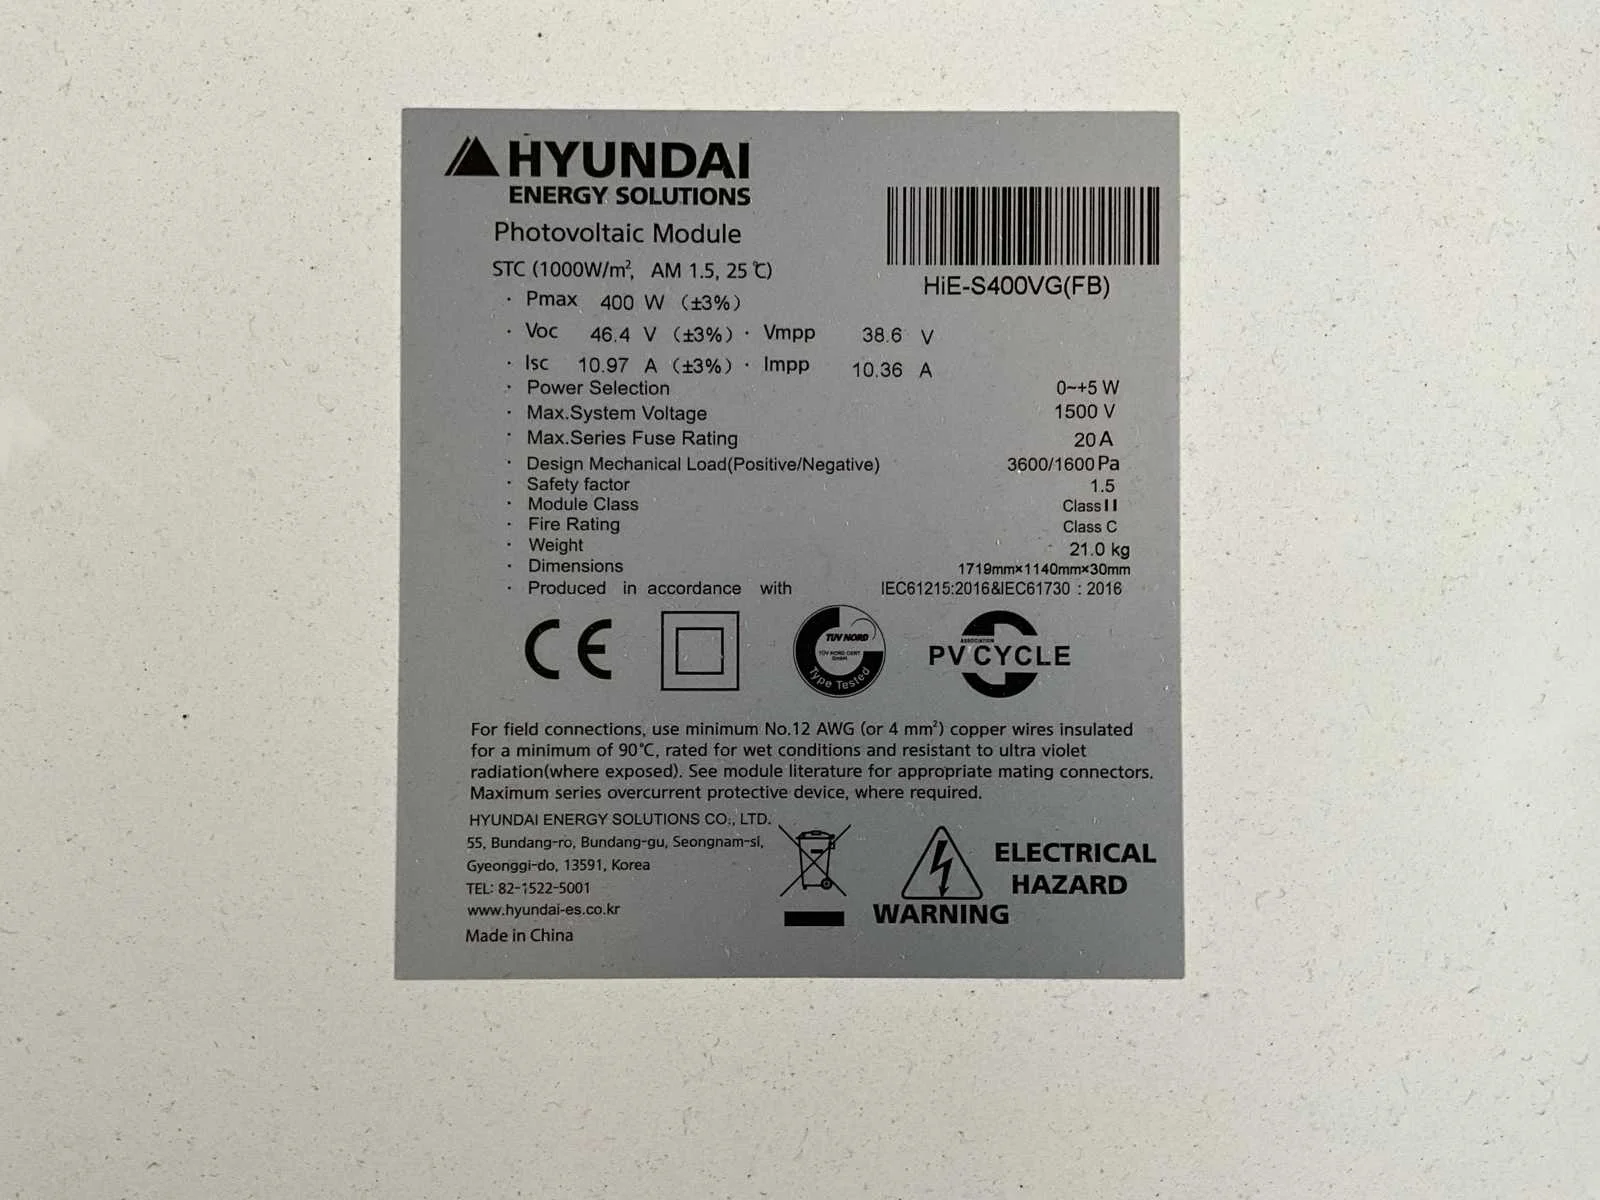 HYUNDAI
ENERGY SOLUTIONS
Photovoltaic Module
STC (1000W/m², AM 1.5, 25℃)
HiE-S400VG(FB)
· Pmax 400 W (±3%)
· Voc 46.4 V (±3%) · Vmpp 38.6 V
· Isc 10.97 A (±3%) · Impp 10.36 A
· Power Selection 0~+5 W
· Max.System Voltage 1500 V
· Max.Series Fuse Rating 20A
· Design Mechanical Load(Positive/Negative) 3600/1600Pa
· Safety factor 1.5
· Module Class Class II
· Fire Rating Class C
· Weight 21.0 kg
· Dimensions 1719mm×1140mm×30mm
· Produced in accordance with IEC61215:2016&IEC61730 : 2016
CE
TÜV NORD
TÜV NORD CERT
GmbH
Type Tested
ASSOCIATION
PV CYCLE
For field connections, use minimum No.12 AWG (or 4 mm²) copper wires insulated
for a minimum of 90℃, rated for wet conditions and resistant to ultra violet
radiation(where exposed). See module literature for appropriate mating connectors.
Maximum series overcurrent protective device, where required.
HYUNDAI ENERGY SOLUTIONS CO., LTD.
55, Bundang-ro, Bundang-gu, Seongnam-si,
Gyeonggi-do, 13591, Korea
TEL: 82-1522-5001
www.hyundai-es.co.kr
Made in China
ELECTRICAL
HAZARD
WARNING